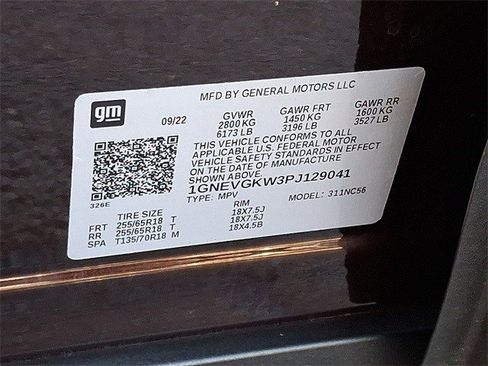 gm
MFD BY GENERAL MOTORS LLC
09/22
GVWR GAWR FRT GAWR RR
2800 KG 1450 KG 1600 KG
6173 LB 3196 LB 3527 LB
THIS VEHICLE CONFORMS TO ALL
APPLICABLE U.S. FEDERAL MOTOR
VEHICLE SAFETY STANDARDS IN EFFECT
ON THE DATE OF MANUFACTURE
SHOWN ABOVE.
1GNEVGKW3PJ129041
326E
TYPE: MPV MODEL: 311NC56
TIRE SIZE RIM
FRT 255/65R18 T 18X7.5J
RR 255/65R18 T 18X7.5J
SPA T135/70R18 M 18X4.5B